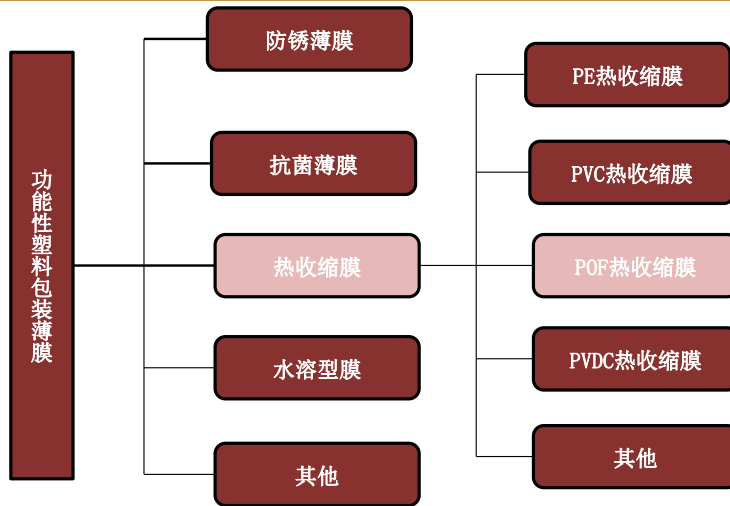 功能性塑料包装薄膜
防锈薄膜
抗菌薄膜
热收缩膜
水溶型膜
其他
PE热收缩膜
PVC热收缩膜
POF热收缩膜
PVDC热收缩膜
其他